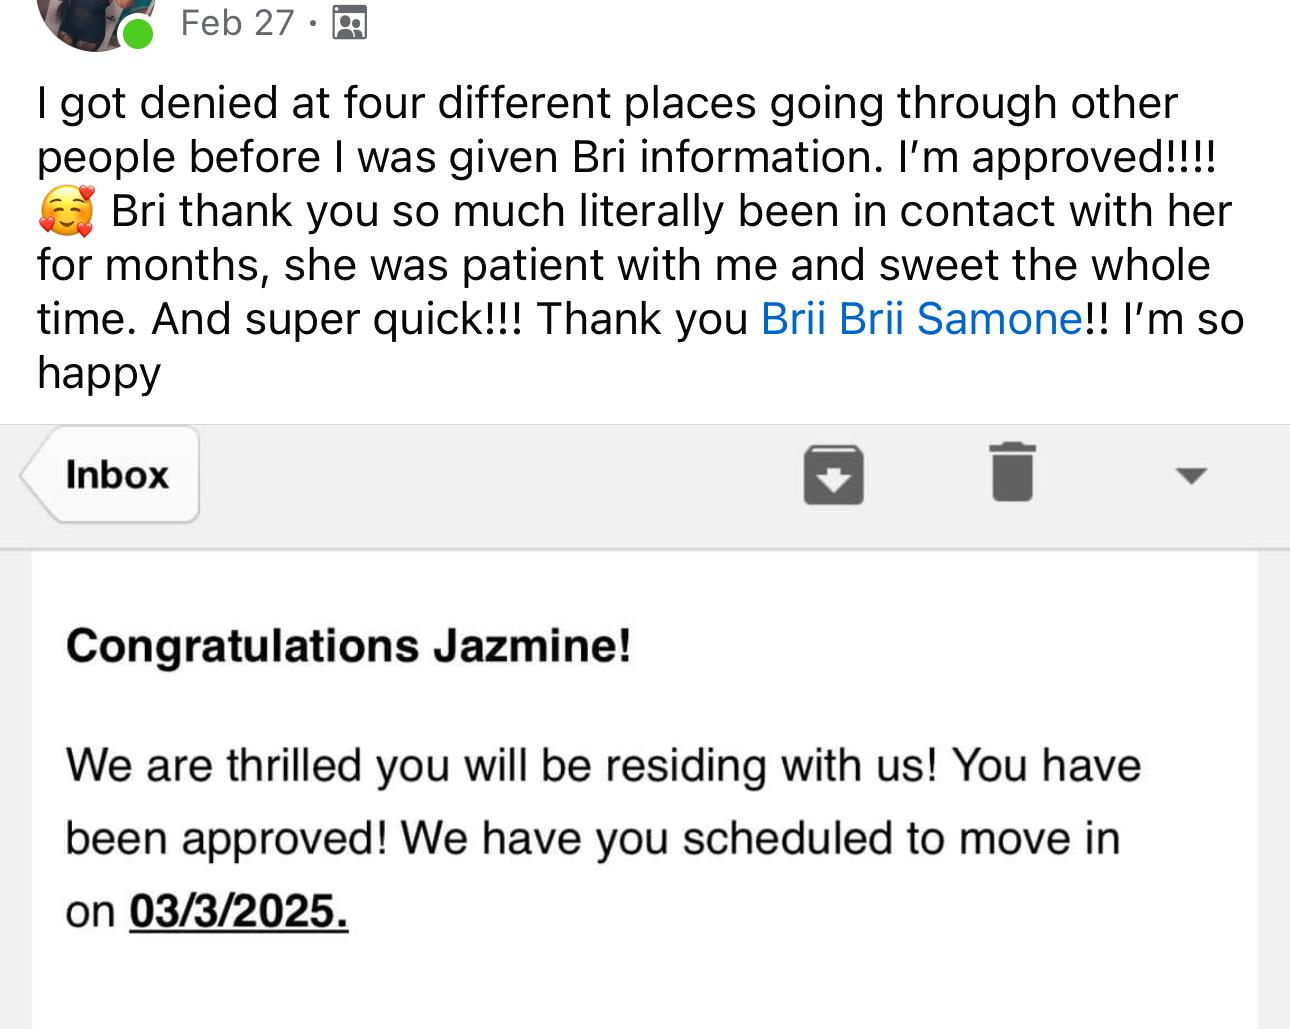 Feb 27 ·
I got denied at four different places going through other
people before I was given Bri information. I’m approved!!!!
🥰 Bri thank you so much literally been in contact with her
for months, she was patient with me and sweet the whole
time. And super quick!!! Thank you Brii Brii Samone!! I’m so
happy
Inbox
Congratulations Jazmine!
We are thrilled you will be residing with us! You have
been approved! We have you scheduled to move in
on 03/3/2025.